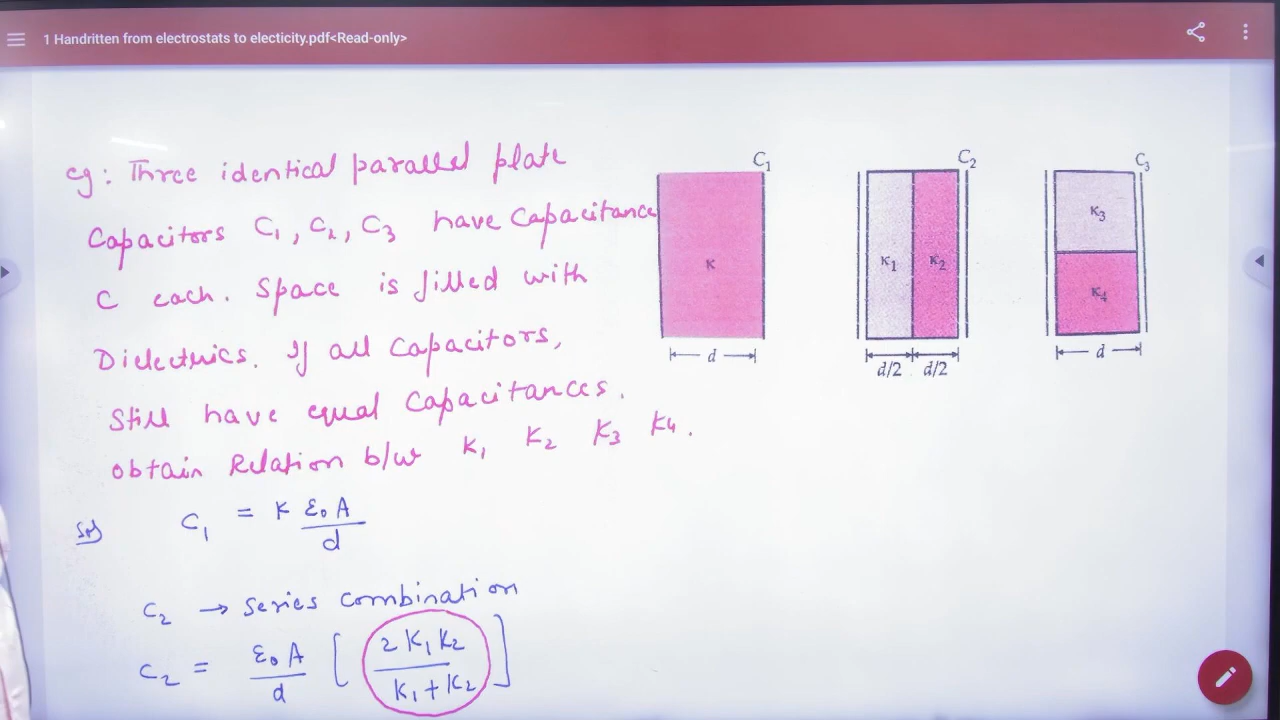 1 Handritten from electrostats to electicity.pdf<Read-only>
eg: Three identical parallel plate
Capacitors C₁, C₂, C₃ have Capacitance
C each. Space is filled with
Dielectrics. If all Capacitors,
Still have equal Capacitances.
obtain Relation b/w K₁ K₂ K₃ K₄.
C₁
K
d
C₂
K₁ K₂
d/2 d/2
C₃
K₃
K₄
d
Sol C₁ = K ε₀A/d
C₂ → Series Combination
C₂ = ε₀A/d [2K₁K₂/K₁+K₂]